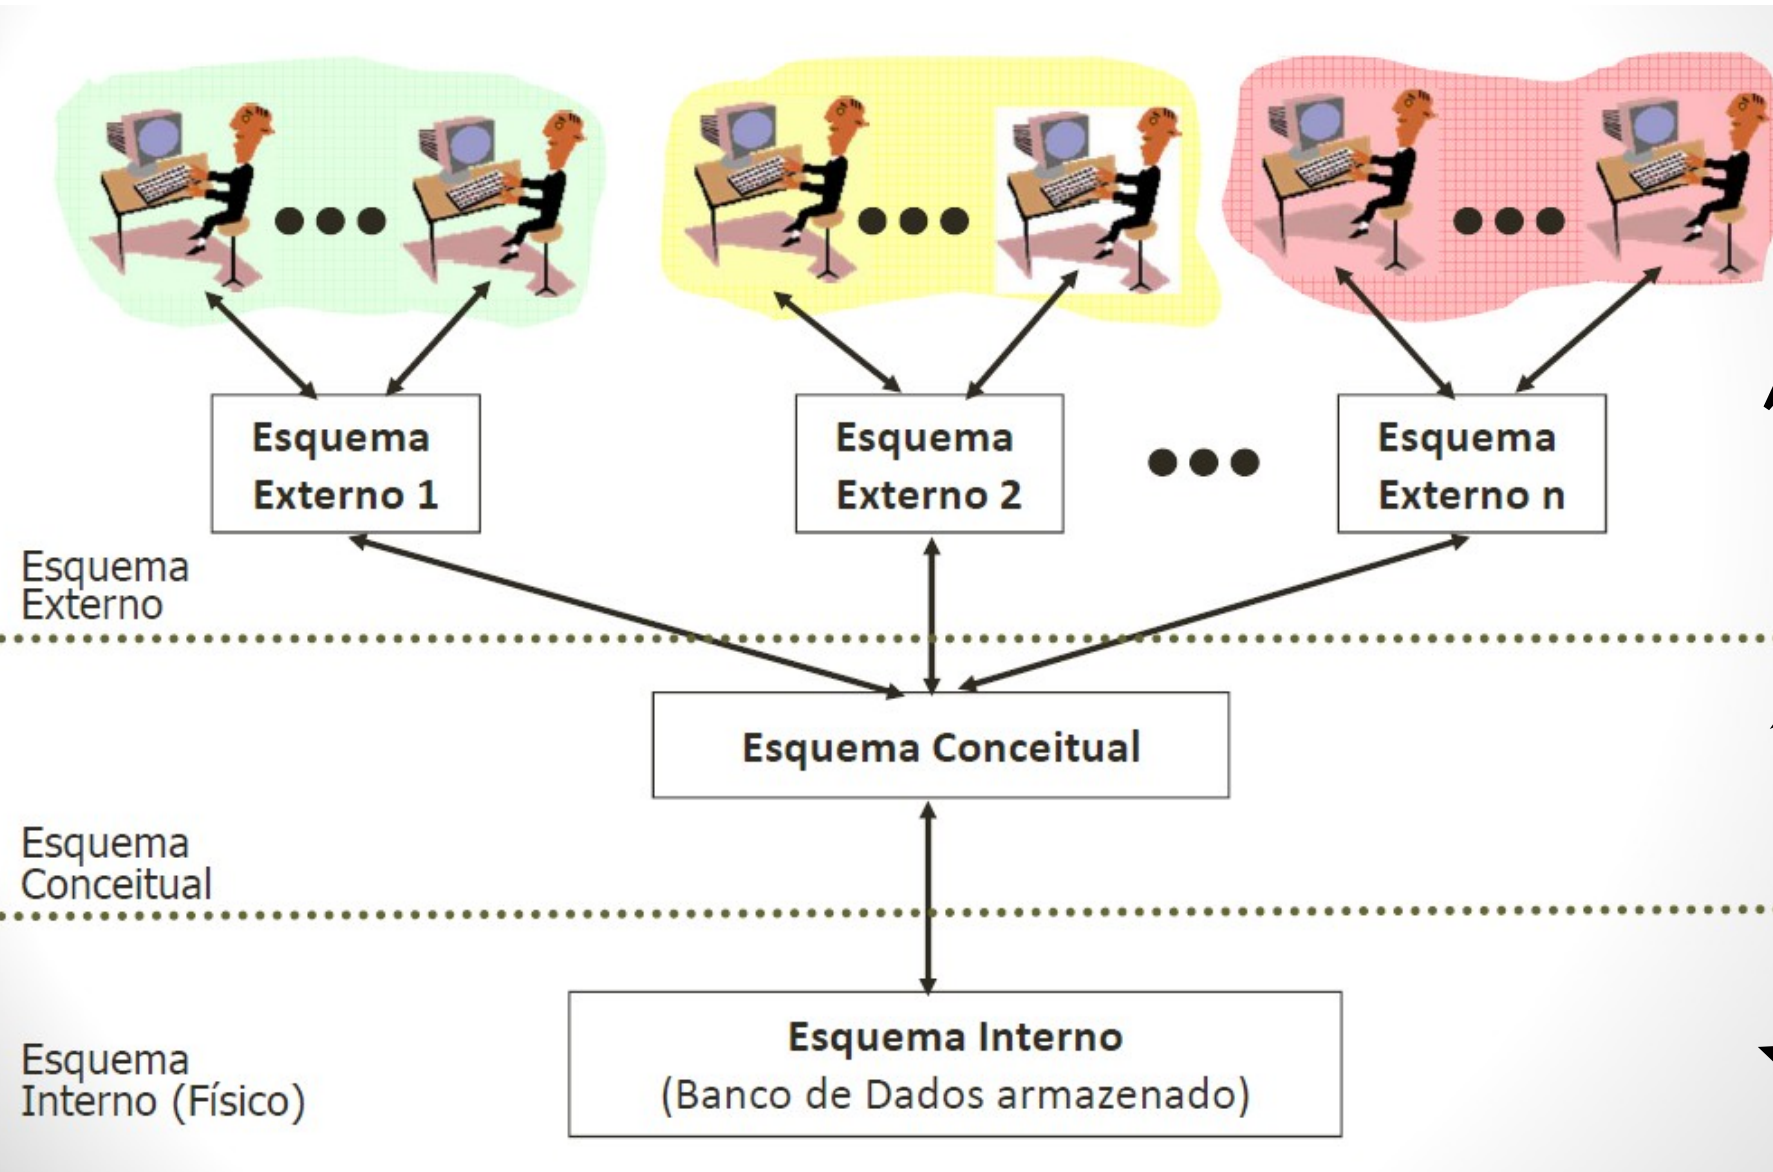 Esquema
Externo 1
Esquema
Externo 2
Esquema
Externo n
Esquema
Externo
Esquema Conceitual
Esquema
Conceitual
Esquema Interno
(Banco de Dados armazenado)
Esquema
Interno (Físico)